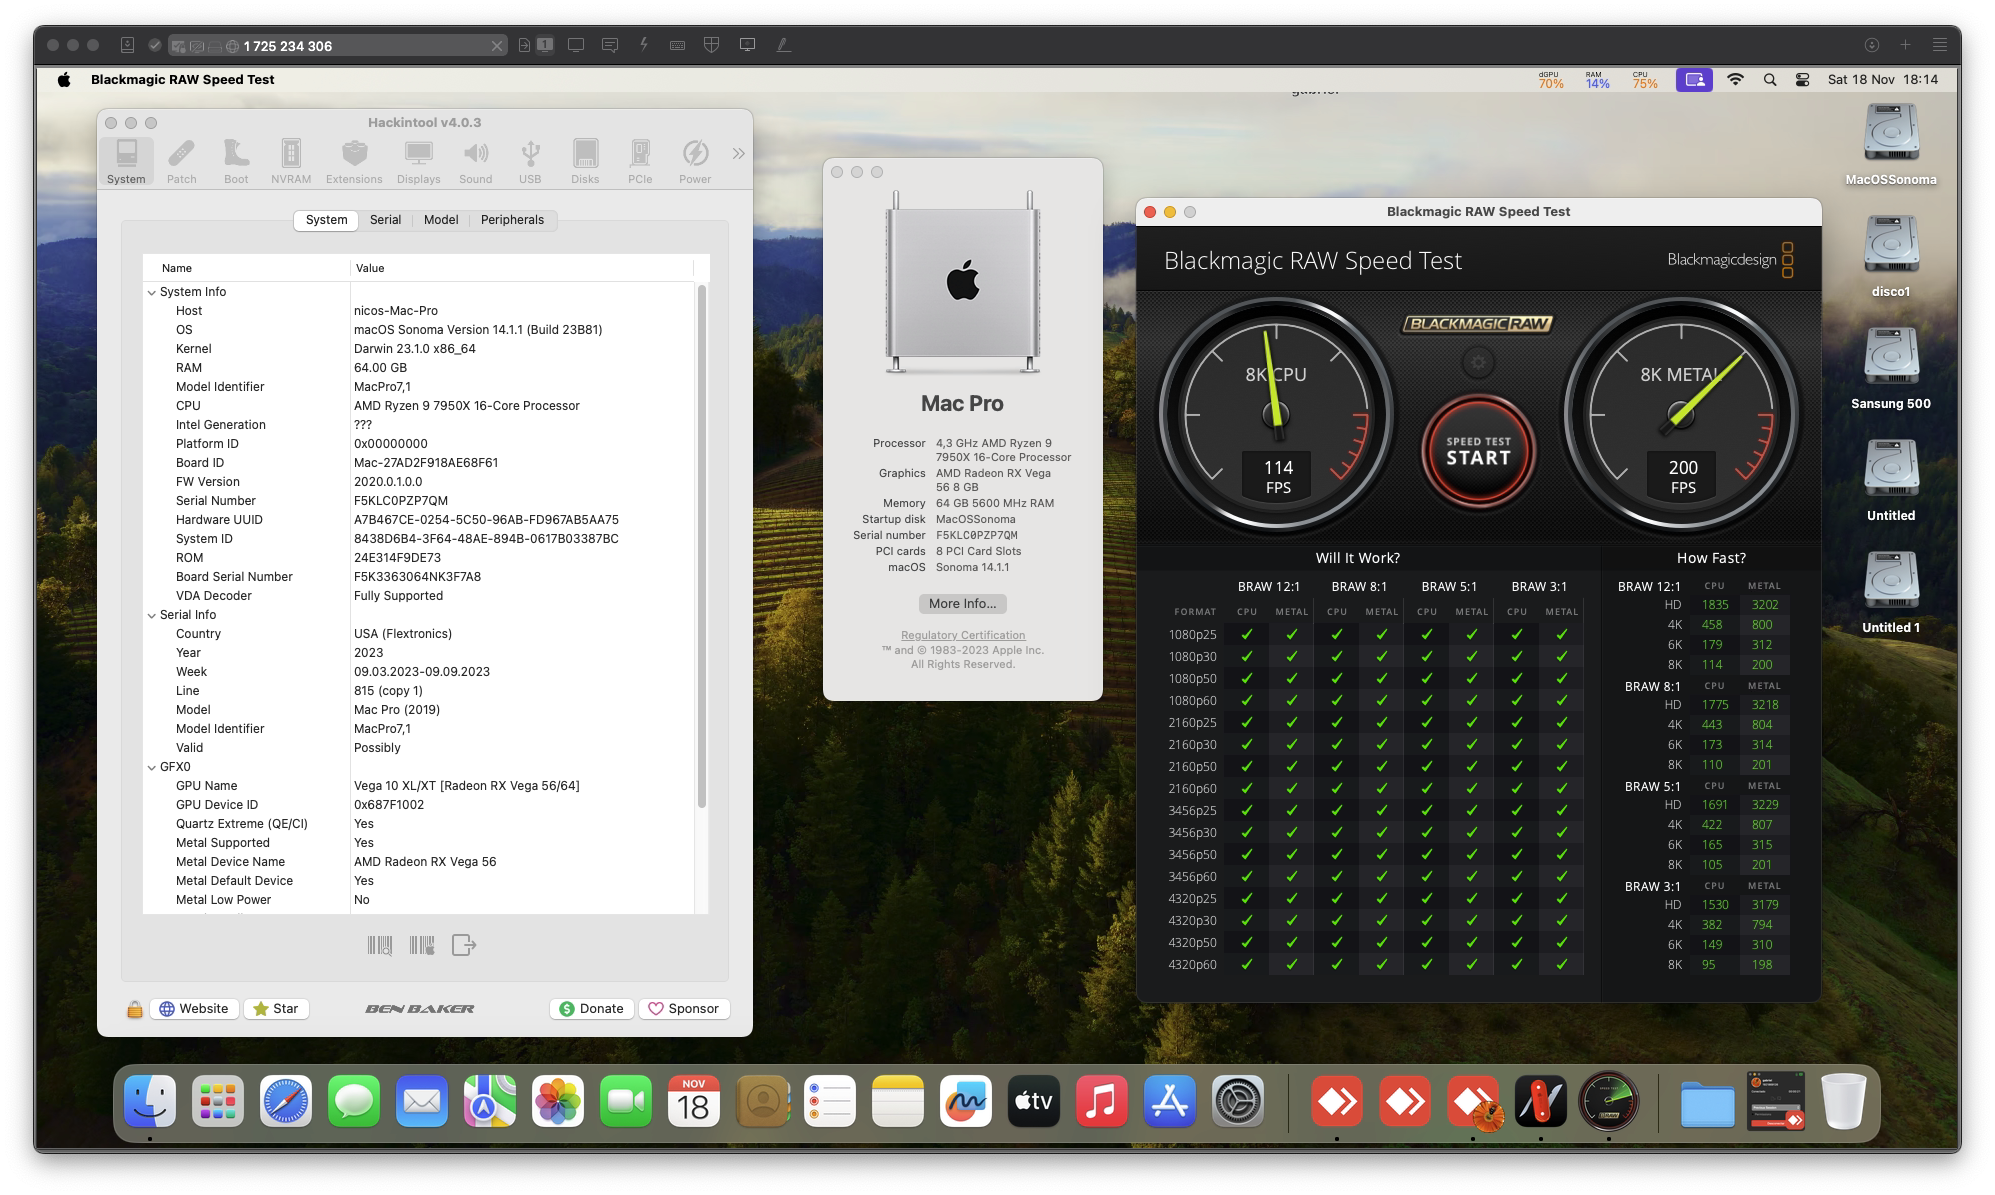 1 725 234 306
1
Blackmagic RAW Speed Test
dGPU 70%
RAM 14%
CPU 75%
Sat 18 Nov 18:14
Hackintool v4.0.3
System Patch Boot NVRAM Extensions Displays Sound USB Disks PCIe Power
System Serial Model Peripherals
Name Value
System Info
Host nicos-Mac-Pro
OS macOS Sonoma Version 14.1.1 (Build 23B81)
Kernel Darwin 23.1.0 x86_64
RAM 64.00 GB
Model Identifier MacPro7,1
CPU AMD Ryzen 9 7950X 16-Core Processor
Intel Generation ???
Platform ID 0x00000000
Board ID Mac-27AD2F918AE68F61
FW Version 2020.0.1.0.0
Serial Number F5KLC0PZP7QM
Hardware UUID A7B467CE-0254-5C50-96AB-FD967AB5AA75
System ID 8438D6B4-3F64-48AE-894B-0617B03387BC
ROM 24E314F9DE73
Board Serial Number F5K3363064NK3F7A8
VDA Decoder Fully Supported
Serial Info
Country USA (Flextronics)
Year 2023
Week 09.03.2023-09.09.2023
Line 815 (copy 1)
Model Mac Pro (2019)
Model Identifier MacPro7,1
Valid Possibly
GFX0
GPU Name Vega 10 XL/XT [Radeon RX Vega 56/64]
GPU Device ID 0x687F1002
Quartz Extreme (QE/CI) Yes
Metal Supported Yes
Metal Device Name AMD Radeon RX Vega 56
Metal Default Device Yes
Metal Low Power No
Website Star BEN BAKER Donate Sponsor
Mac Pro
Processor 4,3 GHz AMD Ryzen 9
7950X 16-Core Processor
Graphics AMD Radeon RX Vega
56 8 GB
Memory 64 GB 5600 MHz RAM
Startup disk MacOSSonoma
Serial number F5KLC0PZP7QM
PCI cards 8 PCI Card Slots
macOS Sonoma 14.1.1
More Info...
Regulatory Certification
™ and © 1983-2023 Apple Inc.
All Rights Reserved.
Blackmagic RAW Speed Test
Blackmagic RAW Speed Test
Blackmagicdesign
BLACKMAGIC RAW
8K CPU
114
FPS
SPEED TEST
START
8K METAL
200
FPS
Will It Work?
BRAW 12:1 BRAW 8:1 BRAW 5:1 BRAW 3:1
FORMAT CPU METAL CPU METAL CPU METAL CPU METAL
1080p25 ✓ ✓ ✓ ✓ ✓ ✓ ✓ ✓
1080p30 ✓ ✓ ✓ ✓ ✓ ✓ ✓ ✓
1080p50 ✓ ✓ ✓ ✓ ✓ ✓ ✓ ✓
1080p60 ✓ ✓ ✓ ✓ ✓ ✓ ✓ ✓
2160p25 ✓ ✓ ✓ ✓ ✓ ✓ ✓ ✓
2160p30 ✓ ✓ ✓ ✓ ✓ ✓ ✓ ✓
2160p50 ✓ ✓ ✓ ✓ ✓ ✓ ✓ ✓
2160p60 ✓ ✓ ✓ ✓ ✓ ✓ ✓ ✓
3456p25 ✓ ✓ ✓ ✓ ✓ ✓ ✓ ✓
3456p30 ✓ ✓ ✓ ✓ ✓ ✓ ✓ ✓
3456p50 ✓ ✓ ✓ ✓ ✓ ✓ ✓ ✓
3456p60 ✓ ✓ ✓ ✓ ✓ ✓ ✓ ✓
4320p25 ✓ ✓ ✓ ✓ ✓ ✓ ✓ ✓
4320p30 ✓ ✓ ✓ ✓ ✓ ✓ ✓ ✓
4320p50 ✓ ✓ ✓ ✓ ✓ ✓ ✓ ✓
4320p60 ✓ ✓ ✓ ✓ ✓ ✓ ✓ ✓
How Fast?
BRAW 12:1 CPU METAL
HD 1835 3202
4K 458 800
6K 179 312
8K 114 200
BRAW 8:1 CPU METAL
HD 1775 3218
4K 443 804
6K 173 314
8K 110 201
BRAW 5:1 CPU METAL
HD 1691 3229
4K 422 807
6K 165 315
8K 105 201
BRAW 3:1 CPU METAL
HD 1530 3179
4K 382 794
6K 149 310
8K 95 198
MacOSSonoma
disco1
Sansung 500
Untitled
Untitled 1
NOV
18
tv